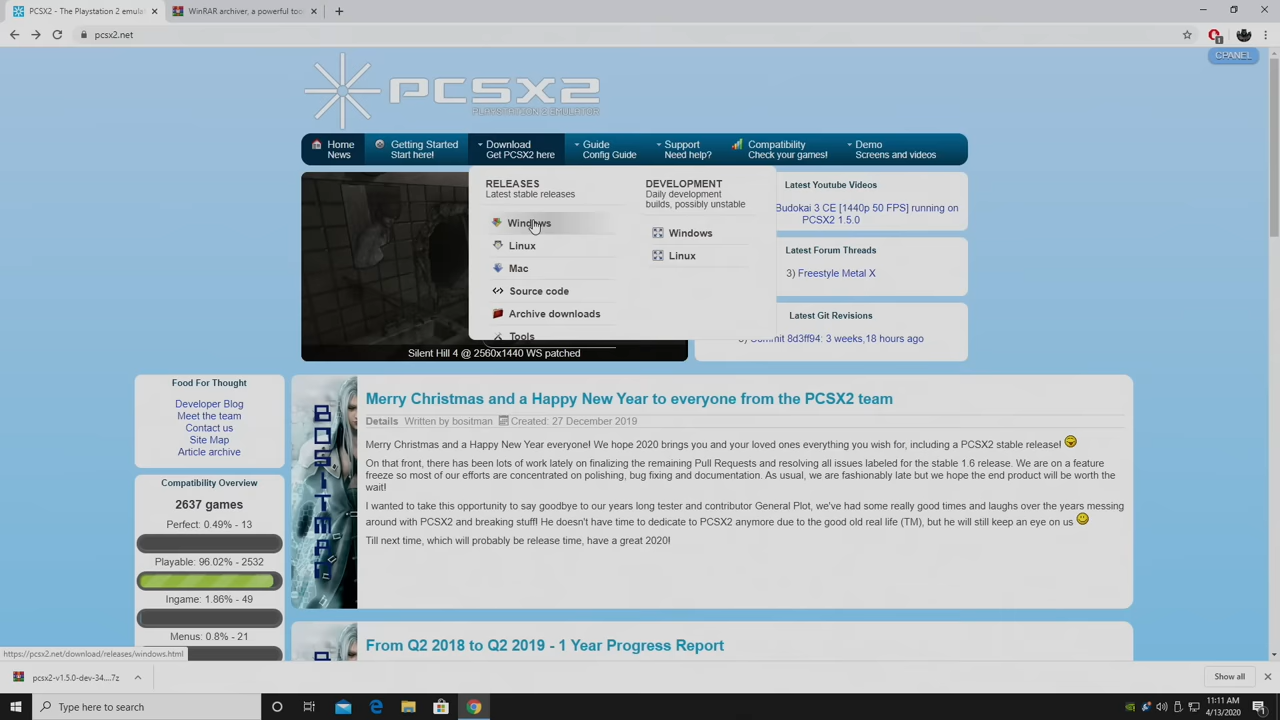 PCSX2 - The Playstation 2 emula
WinRAR archiver, a powerful tool
pcsx2.net
1
CPANEL
PCSX2
PLAYSTATION 2 EMULATOR
Home
News
Getting Started
Start here!
Download
Get PCSX2 here
Guide
Config Guide
Support
Need help?
Compatibility
Check your games!
Demo
Screens and videos
RELEASES
Latest stable releases
Windows
Linux
Mac
Source code
Archive downloads
Tools
DEVELOPMENT
Daily development
builds, possibly unstable
Windows
Linux
Silent Hill 4 @ 2560x1440 WS patched
Latest Youtube Videos
Budokai 3 CE [1440p 50 FPS] running on
PCSX2 1.5.0
Latest Forum Threads
3) Freestyle Metal X
Latest Git Revisions
Commit 8d3ff94: 3 weeks,18 hours ago
Food For Thought
Developer Blog
Meet the team
Contact us
Site Map
Article archive
Compatibility Overview
2637 games
Perfect: 0.49% - 13
Playable: 96.02% - 2532
Ingame: 1.86% - 49
Menus: 0.8% - 21
BOSITMAN
Merry Christmas and a Happy New Year to everyone from the PCSX2 team
Details Written by bositman Created: 27 December 2019
Merry Christmas and a Happy New Year everyone! We hope 2020 brings you and your loved ones everything you wish for, including a PCSX2 stable release!
On that front, there has been lots of work lately on finalizing the remaining Pull Requests and resolving all issues labeled for the stable 1.6 release. We are on a feature
freeze so most of our efforts are concentrated on polishing, bug fixing and documentation. As usual, we are fashionably late but we hope the end product will be worth the
wait!
I wanted to take this opportunity to say goodbye to our years long tester and contributor General Plot, we've had some really good times and laughs over the years messing
around with PCSX2 and breaking stuff! He doesn't have time to dedicate to PCSX2 anymore due to the good old real life (TM), but he will still keep an eye on us
Till next time, which will probably be release time, have a great 2020!
From Q2 2018 to Q2 2019 - 1 Year Progress Report
https://pcsx2.net/download/releases/windows.html
pcsx2-v1.5.0-dev-34....7z
Show all
Type here to search
11:11 AM
4/13/2020
1